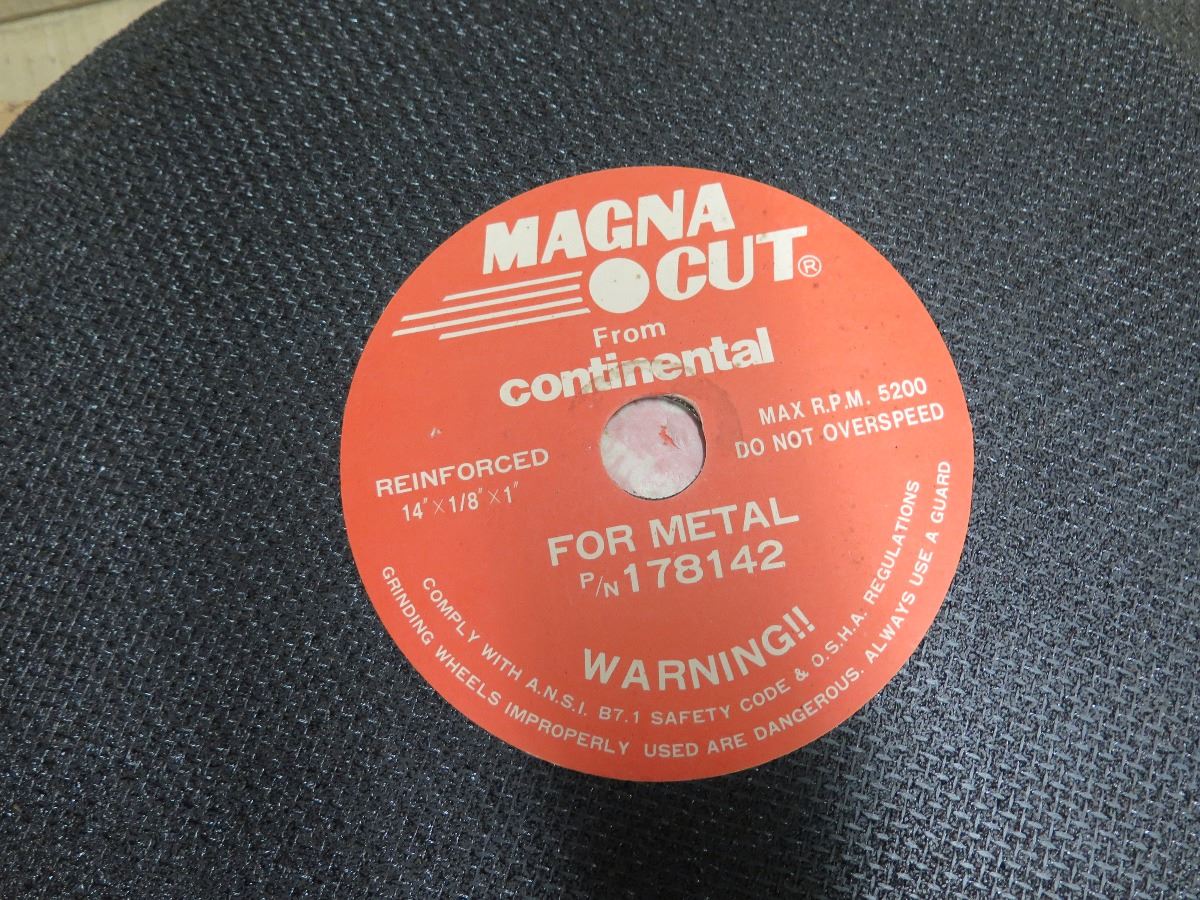 MAGNA
CUT®
From
continental
MAX R.P.M. 5200
DO NOT OVERSPEED
REINFORCED
14" × 1/8" × 1"
FOR METAL
P/N 178142
WARNING!!
COMPLY WITH A.N.S.I. B7.1 SAFETY CODE & O.S.H.A. REGULATIONS
GRINDING WHEELS IMPROPERLY USED ARE DANGEROUS. ALWAYS USE A GUARD